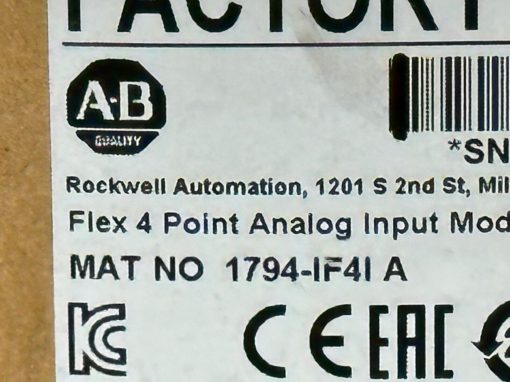 FACTORY
A-B
QUALITY
*SN
Rockwell Automation, 1201 S 2nd St, Mil
Flex 4 Point Analog Input Mod
MAT NO 1794-IF4I A
CE EAC